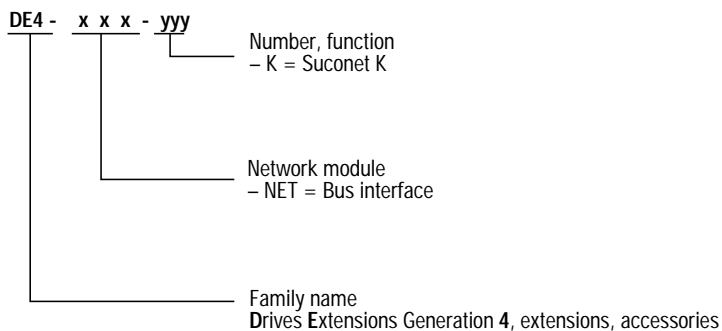 DE4 - x x x - yyy
Number, function
– K = Suconet K
Network module
– NET = Bus interface
Family name
Drives Extensions Generation 4, extensions, accessories